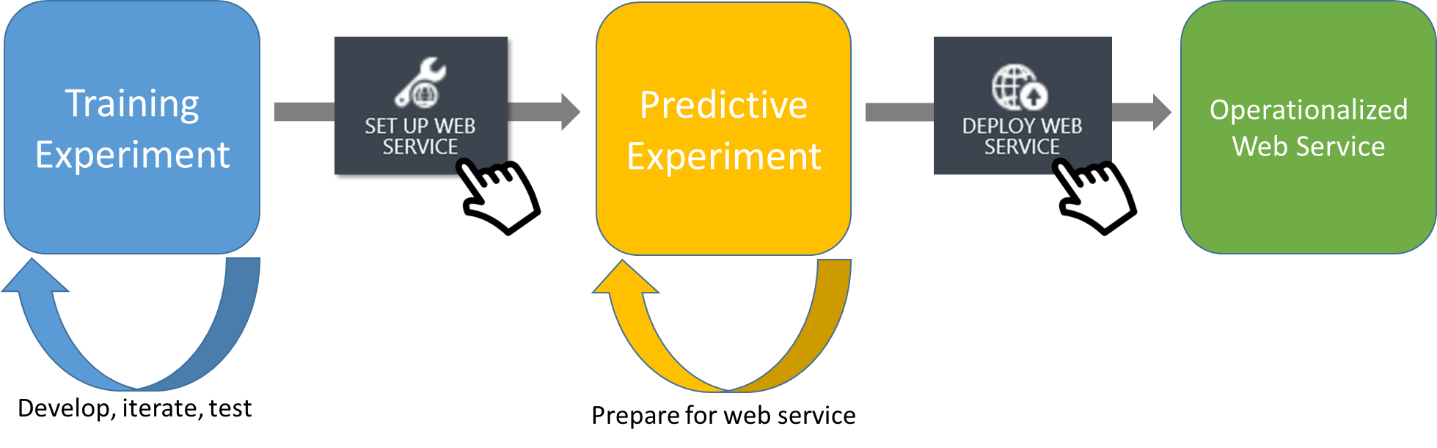 Training
Experiment
SET UP WEB
SERVICE
Predictive
Experiment
DEPLOY WEB
SERVICE
Operationalized
Web Service
Develop, iterate, test
Prepare for web service